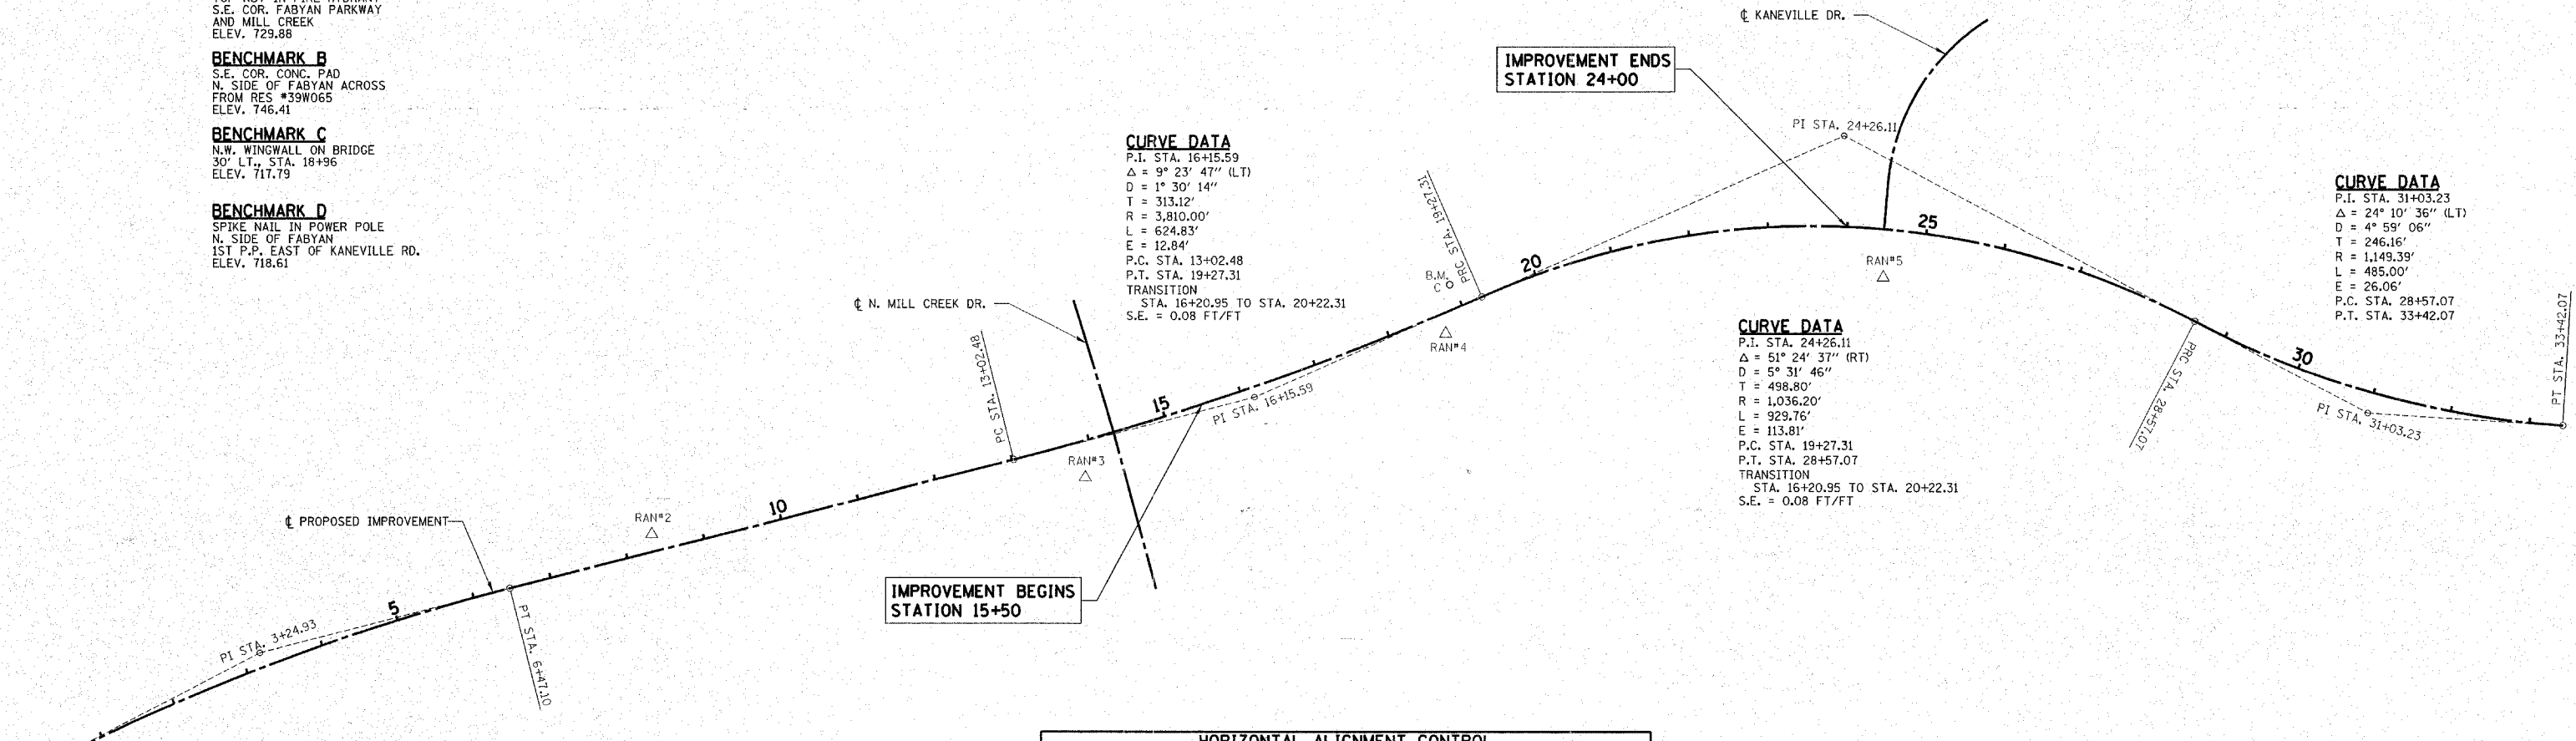 S.E. COR. FABYAN PARKWAY
AND MILL CREEK
ELEV. 729.88
BENCHMARK B
S.E. COR. CONC. PAD
N. SIDE OF FABYAN ACROSS
FROM RES #39W065
ELEV. 746.41
BENCHMARK C
N.W. WINGWALL ON BRIDGE
30' LT., STA. 18+96
ELEV. 717.79
BENCHMARK D
SPIKE NAIL IN POWER POLE
N. SIDE OF FABYAN
1ST P.P. EAST OF KANEVILLE RD.
ELEV. 718.61
℄ KANEVILLE DR.
IMPROVEMENT ENDS
STATION 24+00
PI STA. 24+26.11
CURVE DATA
P.I. STA. 16+15.59
Δ = 9° 23' 47" (LT)
D = 1° 30' 14"
T = 313.12'
R = 3,810.00'
L = 624.83'
E = 12.84'
P.C. STA. 13+02.48
P.T. STA. 19+27.31
TRANSITION
STA. 16+20.95 TO STA. 20+22.31
S.E. = 0.08 FT/FT
CURVE DATA
P.I. STA. 31+03.23
Δ = 24° 10' 36" (LT)
D = 4° 59' 06"
T = 246.16'
R = 1,149.39'
L = 485.00'
E = 26.06'
P.C. STA. 28+57.07
P.T. STA. 33+42.07
PRC STA. 19+27.31
B.M.
C
20
25
RAN#5
RAN#4
℄ N. MILL CREEK DR.
PC STA. 13+02.48
15
PI STA. 16+15.59
RAN#3
CURVE DATA
P.I. STA. 24+26.11
Δ = 51° 24' 37" (RT)
D = 5° 31' 46"
T = 498.80'
R = 1,036.20'
L = 929.76'
E = 113.81'
P.C. STA. 19+27.31
P.T. STA. 28+57.07
TRANSITION
STA. 16+20.95 TO STA. 20+22.31
S.E. = 0.08 FT/FT
PRC STA. 28+57.07
30
PI STA. 31+03.23
PT STA. 33+42.07
℄ PROPOSED IMPROVEMENT
RAN#2
10
IMPROVEMENT BEGINS
STATION 15+50
5
PI STA. 3+24.93
PT STA. 6+47.10
HORIZONTAL ALIGNMENT CONTROL